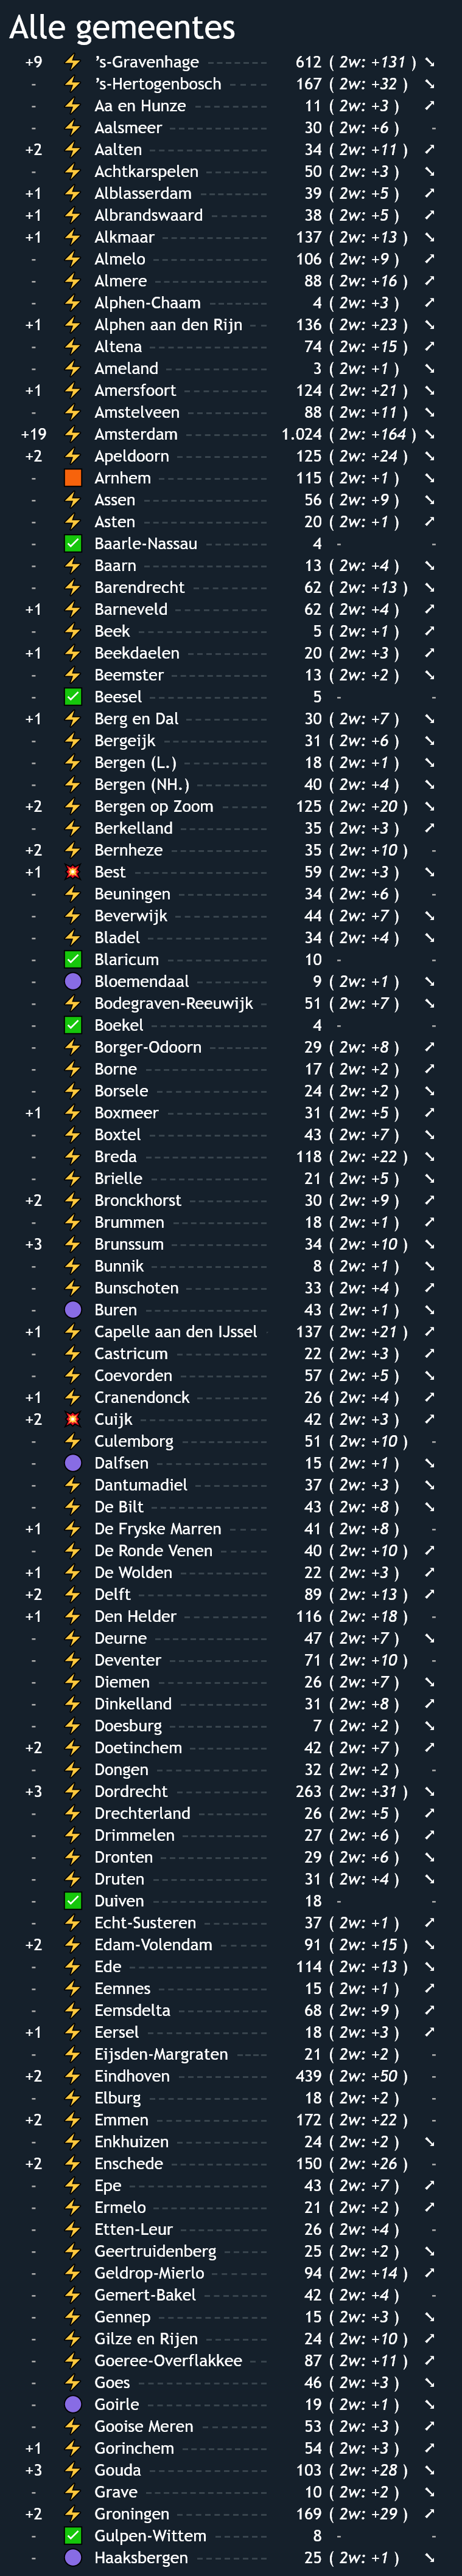 Alle gemeentes
+9 ⚡ ’s-Gravenhage 612 ( 2w: +131 ) ➘
- ⚡ ’s-Hertogenbosch 167 ( 2w: +32 ) ➘
- ⚡ Aa en Hunze 11 ( 2w: +3 ) ➚
- ⚡ Aalsmeer 30 ( 2w: +6 ) -
+2 ⚡ Aalten 34 ( 2w: +11 ) ➚
- ⚡ Achtkarspelen 50 ( 2w: +3 ) ➘
+1 ⚡ Alblasserdam 39 ( 2w: +5 ) ➚
+1 ⚡ Albrandswaard 38 ( 2w: +5 ) ➚
+1 ⚡ Alkmaar 137 ( 2w: +13 ) ➘
- ⚡ Almelo 106 ( 2w: +9 ) ➚
- ⚡ Almere 88 ( 2w: +16 ) ➚
- ⚡ Alphen-Chaam 4 ( 2w: +3 ) ➚
+1 ⚡ Alphen aan den Rijn 136 ( 2w: +23 ) ➘
- ⚡ Altena 74 ( 2w: +15 ) ➚
- ⚡ Ameland 3 ( 2w: +1 ) ➘
+1 ⚡ Amersfoort 124 ( 2w: +21 ) ➘
- ⚡ Amstelveen 88 ( 2w: +11 ) ➘
+19 ⚡ Amsterdam 1.024 ( 2w: +164 ) ➘
+2 ⚡ Apeldoorn 125 ( 2w: +24 ) ➘
- 🟧 Arnhem 115 ( 2w: +1 ) ➘
- ⚡ Assen 56 ( 2w: +9 ) ➘
- ⚡ Asten 20 ( 2w: +1 ) ➚
- ✅ Baarle-Nassau 4 - -
- ⚡ Baarn 13 ( 2w: +4 ) ➘
- ⚡ Barendrecht 62 ( 2w: +13 ) ➘
+1 ⚡ Barneveld 62 ( 2w: +4 ) ➚
- ⚡ Beek 5 ( 2w: +1 ) ➚
+1 ⚡ Beekdaelen 20 ( 2w: +3 ) ➚
- ⚡ Beemster 13 ( 2w: +2 ) ➘
- ✅ Beesel 5 - -
+1 ⚡ Berg en Dal 30 ( 2w: +7 ) ➘
- ⚡ Bergeijk 31 ( 2w: +6 ) ➘
- ⚡ Bergen (L.) 18 ( 2w: +1 ) ➘
- ⚡ Bergen (NH.) 40 ( 2w: +4 ) ➘
+2 ⚡ Bergen op Zoom 125 ( 2w: +20 ) ➘
- ⚡ Berkelland 35 ( 2w: +3 ) ➚
+2 ⚡ Bernheze 35 ( 2w: +10 ) -
+1 💥 Best 59 ( 2w: +3 ) ➘
- ⚡ Beuningen 34 ( 2w: +6 ) -
- ⚡ Beverwijk 44 ( 2w: +7 ) ➘
- ⚡ Bladel 34 ( 2w: +4 ) ➘
- ✅ Blaricum 10 - -
- 🟣 Bloemendaal 9 ( 2w: +1 ) ➘
- ⚡ Bodegraven-Reeuwijk 51 ( 2w: +7 ) ➘
- ✅ Boekel 4 - -
- ⚡ Borger-Odoorn 29 ( 2w: +8 ) ➚
- ⚡ Borne 17 ( 2w: +2 ) ➚
- ⚡ Borsele 24 ( 2w: +2 ) ➘
+1 ⚡ Boxmeer 31 ( 2w: +5 ) ➚
- ⚡ Boxtel 43 ( 2w: +7 ) ➘
- ⚡ Breda 118 ( 2w: +22 ) ➘
- ⚡ Brielle 21 ( 2w: +5 ) ➘
+2 ⚡ Bronckhorst 30 ( 2w: +9 ) ➚
- ⚡ Brummen 18 ( 2w: +1 ) ➚
+3 ⚡ Brunssum 34 ( 2w: +10 ) ➘
- ⚡ Bunnik 8 ( 2w: +1 ) ➘
- ⚡ Bunschoten 33 ( 2w: +4 ) ➚
- 🟣 Buren 43 ( 2w: +1 ) ➘
+1 ⚡ Capelle aan den IJssel 137 ( 2w: +21 ) ➚
- ⚡ Castricum 22 ( 2w: +3 ) ➚
- ⚡ Coevorden 57 ( 2w: +5 ) ➘
+1 ⚡ Cranendonck 26 ( 2w: +4 ) ➚
+2 💥 Cuijk 42 ( 2w: +3 ) ➚
- ⚡ Culemborg 51 ( 2w: +10 ) -
- 🟣 Dalfsen 15 ( 2w: +1 ) ➘
- ⚡ Dantumadiel 37 ( 2w: +3 ) ➘
- ⚡ De Bilt 43 ( 2w: +8 ) ➘
+1 ⚡ De Fryske Marren 41 ( 2w: +8 ) -
- ⚡ De Ronde Venen 40 ( 2w: +10 ) ➚
+1 ⚡ De Wolden 22 ( 2w: +3 ) ➚
+2 ⚡ Delft 89 ( 2w: +13 ) ➚
+1 ⚡ Den Helder 116 ( 2w: +18 ) -
- ⚡ Deurne 47 ( 2w: +7 ) ➘
- ⚡ Deventer 71 ( 2w: +10 ) -
- ⚡ Diemen 26 ( 2w: +7 ) ➘
- ⚡ Dinkelland 31 ( 2w: +8 ) ➚
- ⚡ Doesburg 7 ( 2w: +2 ) ➘
+2 ⚡ Doetinchem 42 ( 2w: +7 ) ➚
- ⚡ Dongen 32 ( 2w: +2 ) -
+3 ⚡ Dordrecht 263 ( 2w: +31 ) ➘
- ⚡ Drechterland 26 ( 2w: +5 ) ➚
- ⚡ Drimmelen 27 ( 2w: +6 ) ➚
- ⚡ Dronten 29 ( 2w: +6 ) ➘
- ⚡ Druten 31 ( 2w: +4 ) ➘
- ✅ Duiven 18 - -
- ⚡ Echt-Susteren 37 ( 2w: +1 ) ➚
+2 ⚡ Edam-Volendam 91 ( 2w: +15 ) ➘
- ⚡ Ede 114 ( 2w: +13 ) ➘
- ⚡ Eemnes 15 ( 2w: +1 ) ➚
- ⚡ Eemsdelta 68 ( 2w: +9 ) ➚
+1 ⚡ Eersel 18 ( 2w: +3 ) ➚
- ⚡ Eijsden-Margraten 21 ( 2w: +2 ) -
+2 ⚡ Eindhoven 439 ( 2w: +50 ) -
- ⚡ Elburg 18 ( 2w: +2 ) -
+2 ⚡ Emmen 172 ( 2w: +22 ) -
- ⚡ Enkhuizen 24 ( 2w: +2 ) ➘
+2 ⚡ Enschede 150 ( 2w: +26 ) -
- ⚡ Epe 43 ( 2w: +7 ) ➚
- ⚡ Ermelo 21 ( 2w: +2 ) ➚
- ⚡ Etten-Leur 26 ( 2w: +4 ) -
- ⚡ Geertruidenberg 25 ( 2w: +2 ) ➘
- ⚡ Geldrop-Mierlo 94 ( 2w: +14 ) ➚
- ⚡ Gemert-Bakel 42 ( 2w: +4 ) -
- ⚡ Gennep 15 ( 2w: +3 ) ➘
- ⚡ Gilze en Rijen 24 ( 2w: +10 ) ➚
- ⚡ Goeree-Overflakkee 87 ( 2w: +11 ) ➚
- ⚡ Goes 46 ( 2w: +3 ) ➘
- 🟣 Goirle 19 ( 2w: +1 ) ➘
- ⚡ Gooise Meren 53 ( 2w: +3 ) ➚
+1 ⚡ Gorinchem 54 ( 2w: +3 ) ➚
+3 ⚡ Gouda 103 ( 2w: +28 ) ➘
- ⚡ Grave 10 ( 2w: +2 ) ➘
+2 ⚡ Groningen 169 ( 2w: +29 ) ➚
- ✅ Gulpen-Wittem 8 - -
- 🟣 Haaksbergen 25 ( 2w: +1 ) ➘